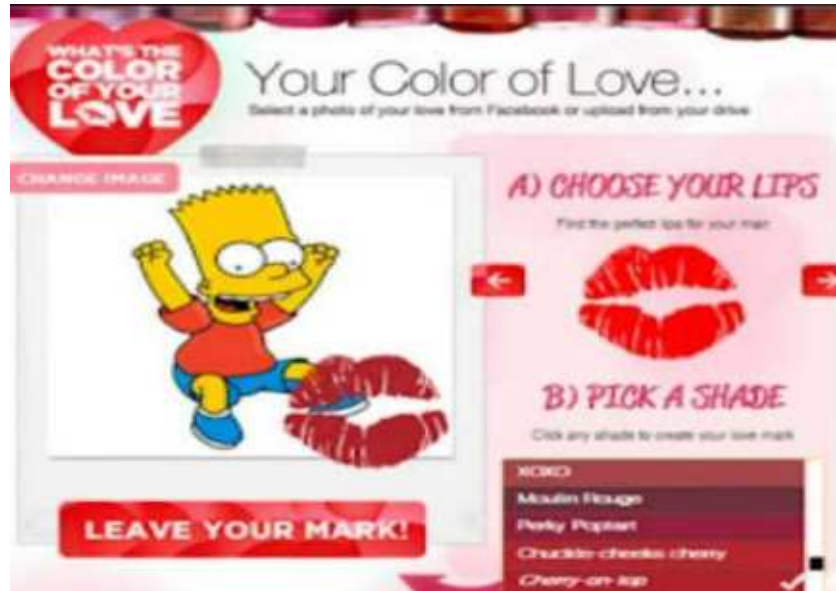 WHAT'S THE
COLOR
OF YOUR
LOVE
Your Color of Love...
Select a photo of your love from Facebook or upload from your drive
CHANGE IMAGE
A) CHOOSE YOUR LIPS
Find the perfect lips for your man
B) PICK A SHADE
Click any shade to create your love mark
XOXO
Moulin Rouge
Perky Poptart
Chuckle-cheeks cherry
Cherry-on-top
LEAVE YOUR MARK!